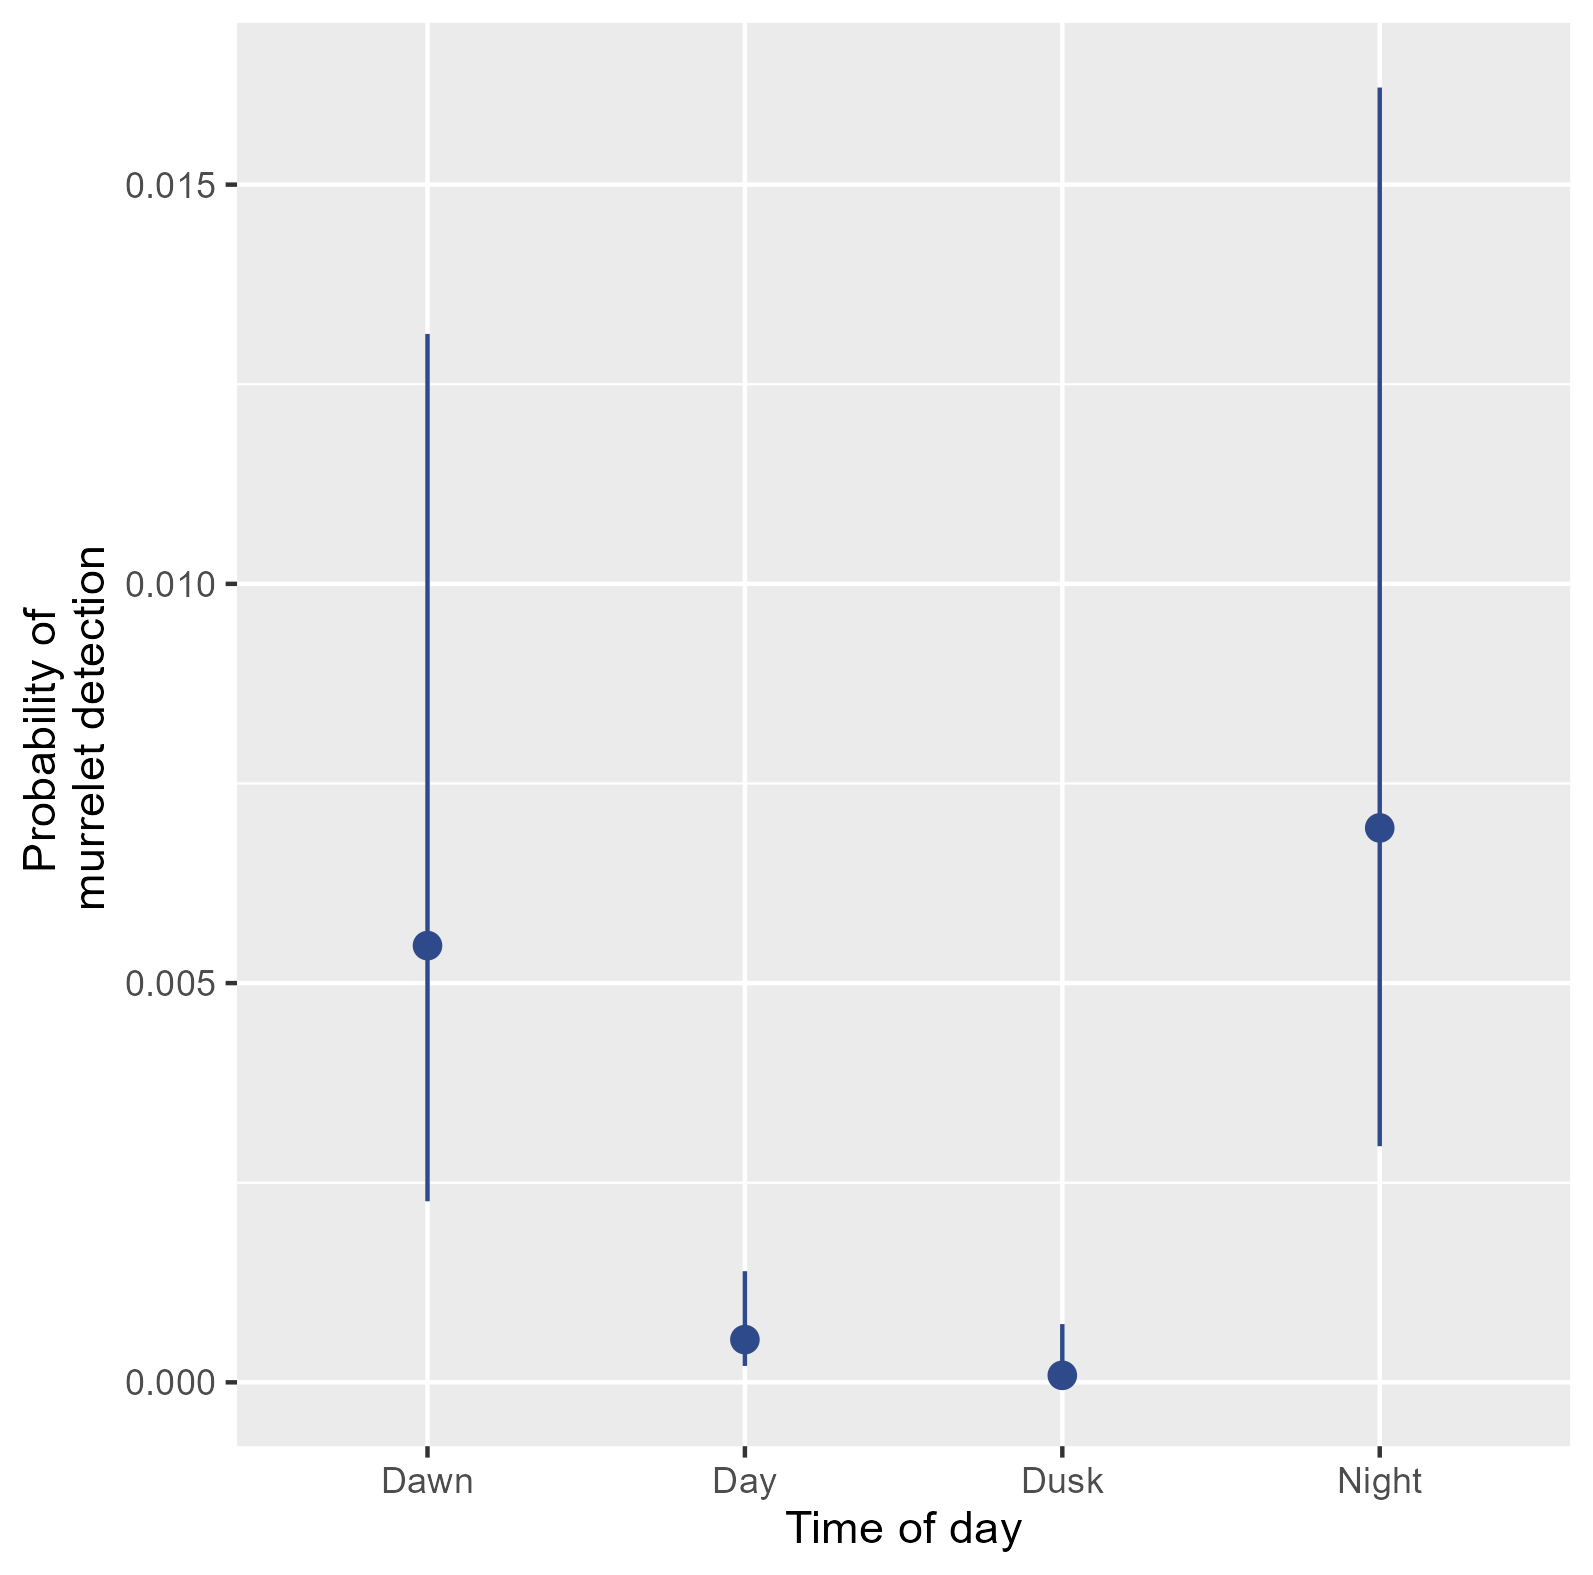 Probability of
murrelet detection
0.015
0.010
0.005
0.000
Dawn
Day
Dusk
Night
Time of day